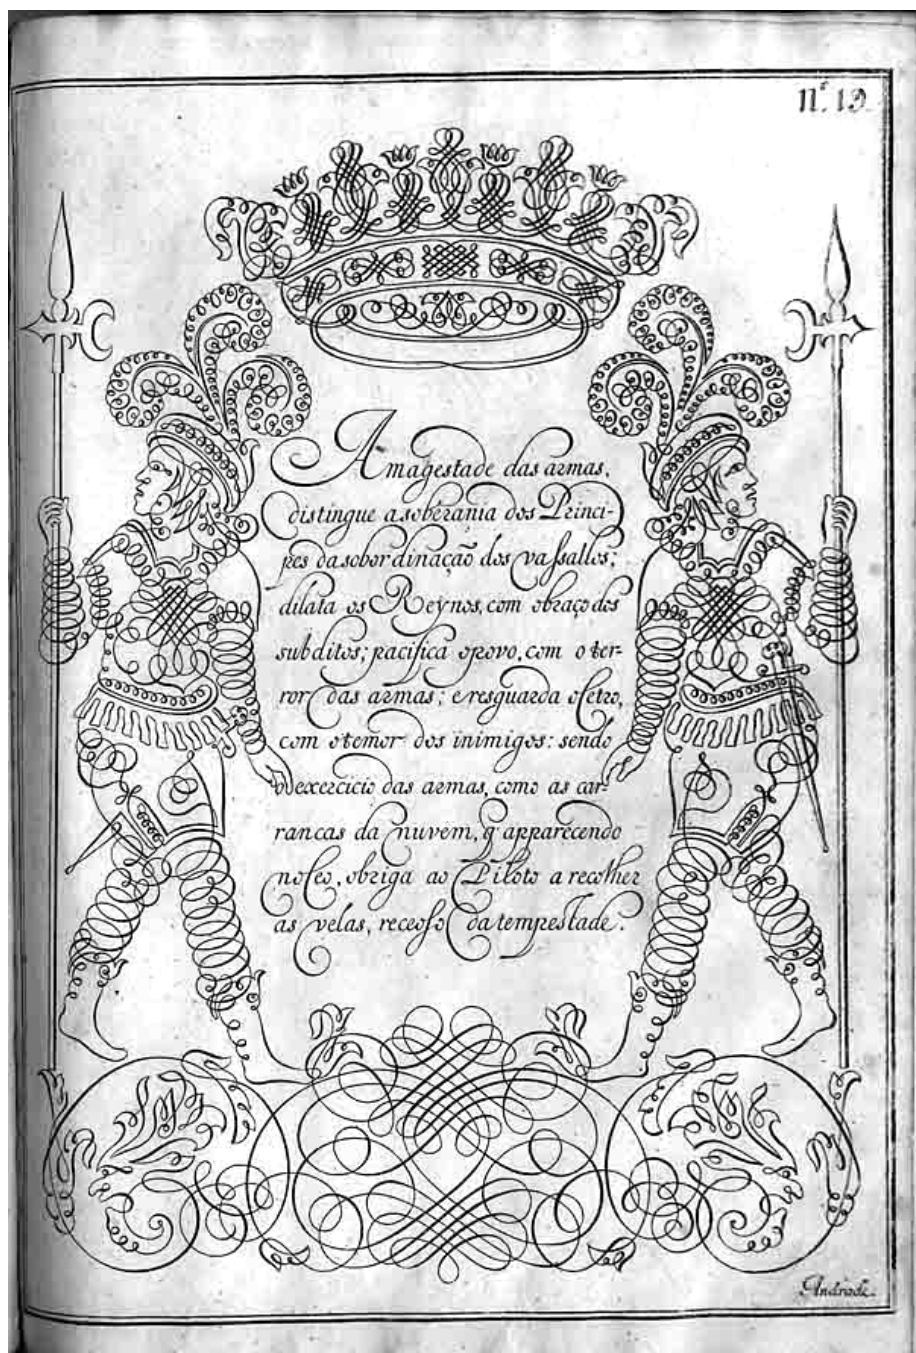 N.º 19.
A magestade das armas,
distingue a soberania dos Princi-
pes da sobordinação dos vassallos;
dilata os Reynos, com o braço dos
subditos; pacifica o povo, com o ter-
ror das armas; e resguarda o Cetro,
com o temor dos inimigos: sendo
o exercicio das armas, como as car-
rancas da nuvem, q̃ apparecendo
no Ceo, obriga ao Piloto a recolher
as velas, receoso da tempestade.
Andrade.